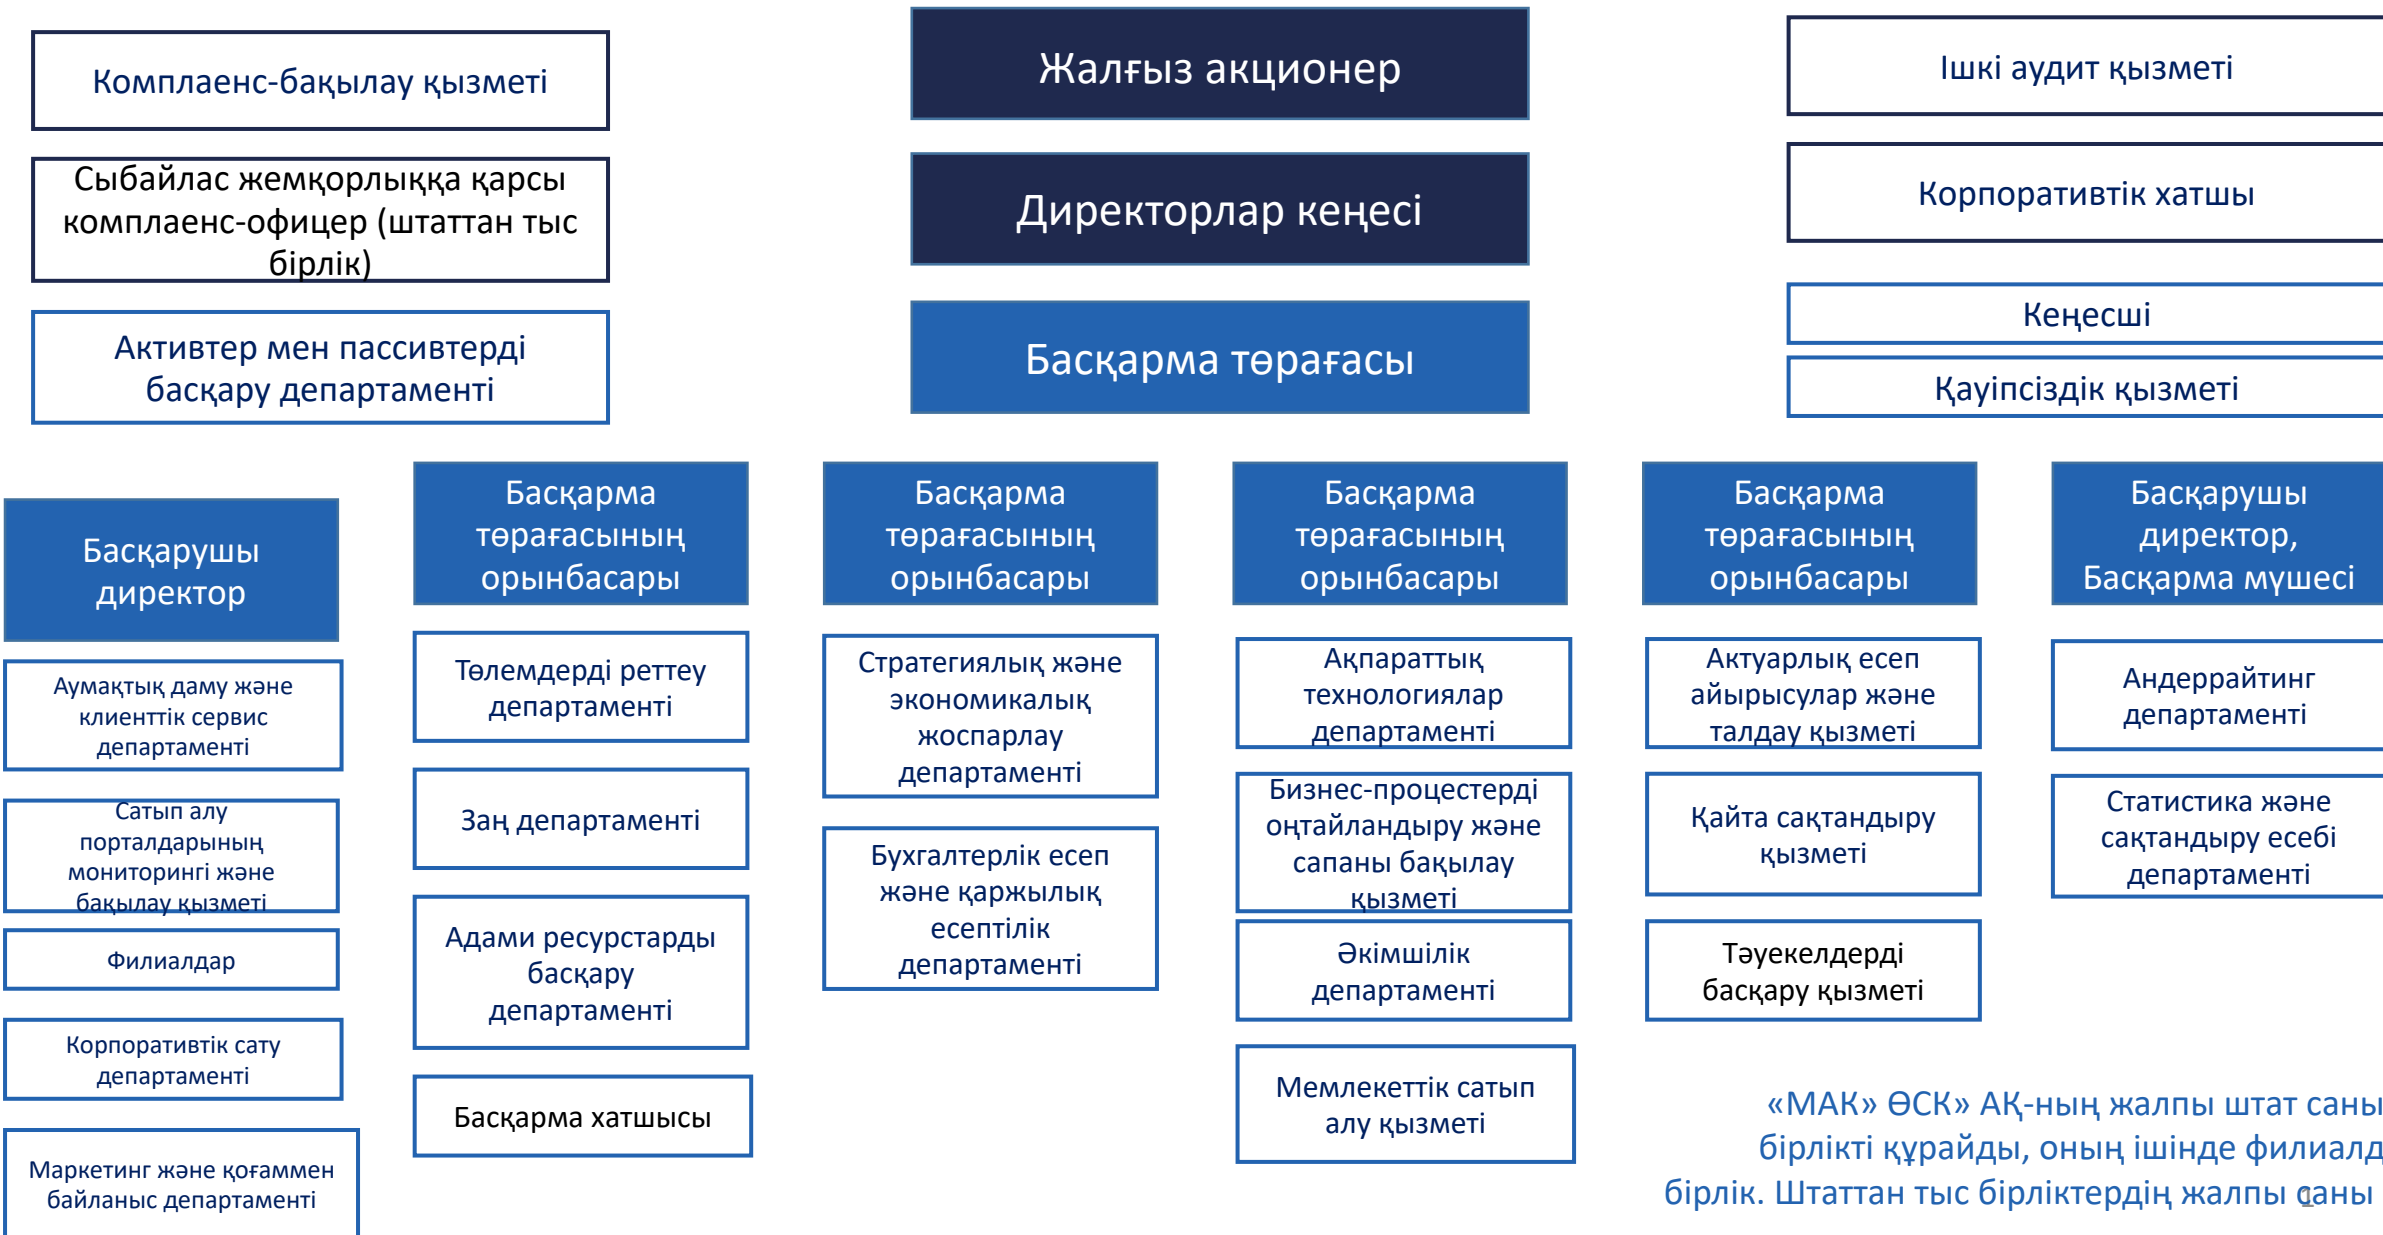 Комплаенс-бақылау қызметі
Жалғыз акционер
Ішкі аудит қызметі
Сыбайлас жемқорлыққа қарсы
комплаенс-офицер (штаттан тыс
бірлік)
Директорлар кеңесі
Корпоративтік хатшы
Активтер мен пассивтерді
басқару департаменті
Басқарма төрағасы
Кеңесші
Қауіпсіздік қызметі
Басқарушы
директор
Аумақтық даму және
клиенттік сервис
департаменті
Сатып алу
порталдарының
мониторингі және
бақылау қызметі
Филиалдар
Корпоративтік сату
департаменті
Маркетинг және қоғаммен
байланыс департаменті
Басқарма
төрағасының
орынбасары
Төлемдерді реттеу
департаменті
Заң департаменті
Адами ресурстарды
басқару
департаменті
Басқарма хатшысы
Басқарма
төрағасының
орынбасары
Стратегиялық және
экономикалық
жоспарлау
департаменті
Бухгалтерлік есеп
және қаржылық
есептілік
департаменті
Басқарма
төрағасының
орынбасары
Ақпараттық
технологиялар
департаменті
Бизнес-процестерді
оңтайландыру және
сапаны бақылау
қызметі
Әкімшілік
департаменті
Мемлекеттік сатып
алу қызметі
Басқарма
төрағасының
орынбасары
Актуарлық есеп
айырысулар және
талдау қызметі
Қайта сақтандыру
қызметі
Тәуекелдерді
басқару қызметі
Басқарушы
директор,
Басқарма мүшесі
Андеррайтинг
департаменті
Статистика және
сақтандыру есебі
департаменті
«МАК» ӨСК» АҚ-ның жалпы штат саны
бірлікті құрайды, оның ішінде филиалд
бірлік. Штаттан тыс бірліктердің жалпы саны
1